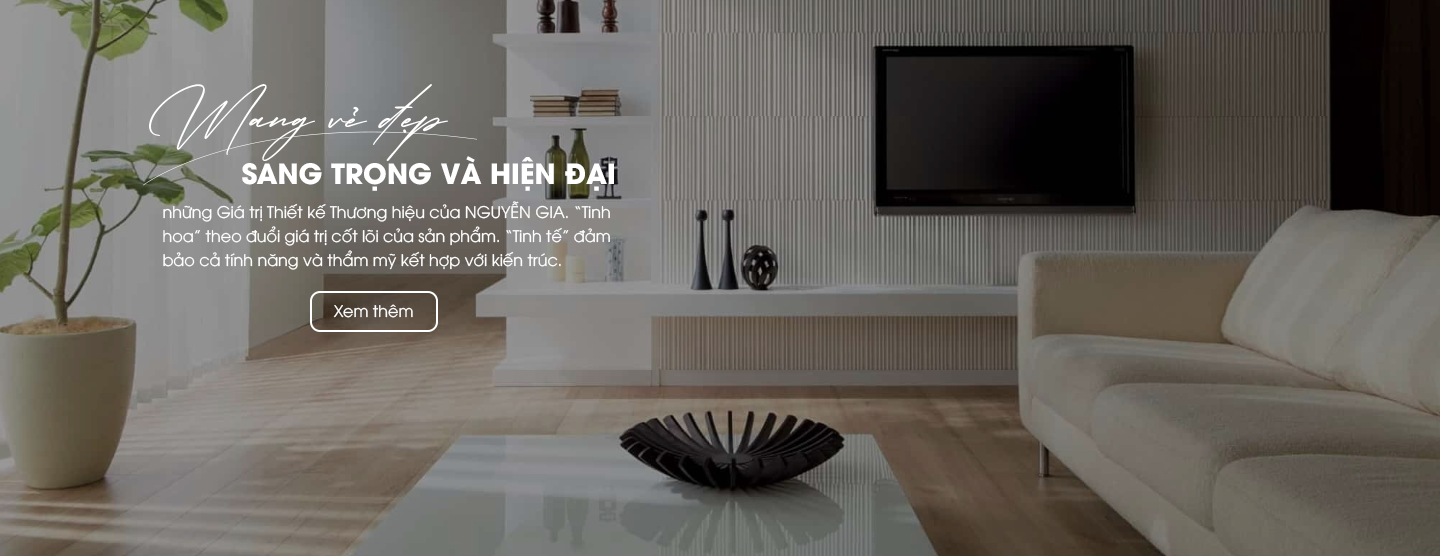 Mang vẻ đẹp
SANG TRỌNG VÀ HIỆN ĐẠI
những Giá trị Thiết kế Thương hiệu của NGUYỄN GIA. “Tinh
hoa” theo đuổi giá trị cốt lõi của sản phẩm. “Tinh tế” đảm
bảo cả tính năng và thẩm mỹ kết hợp với kiến trúc.
Xem thêm